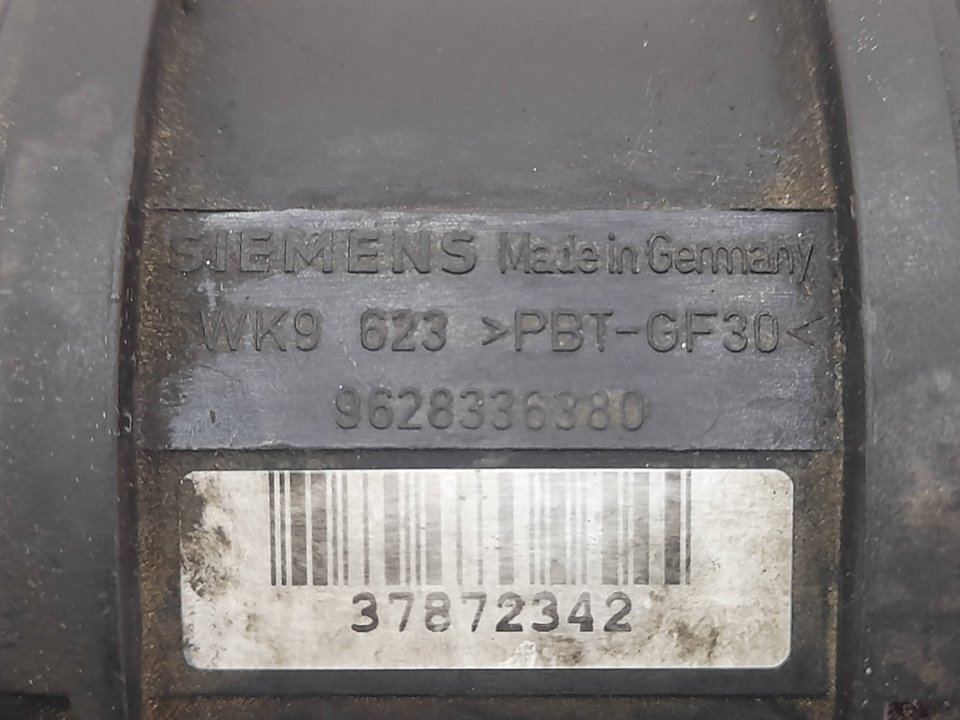 SIEMENS Made in Germany
WK9 623 >PBT-GF30<
9628336380
37872342